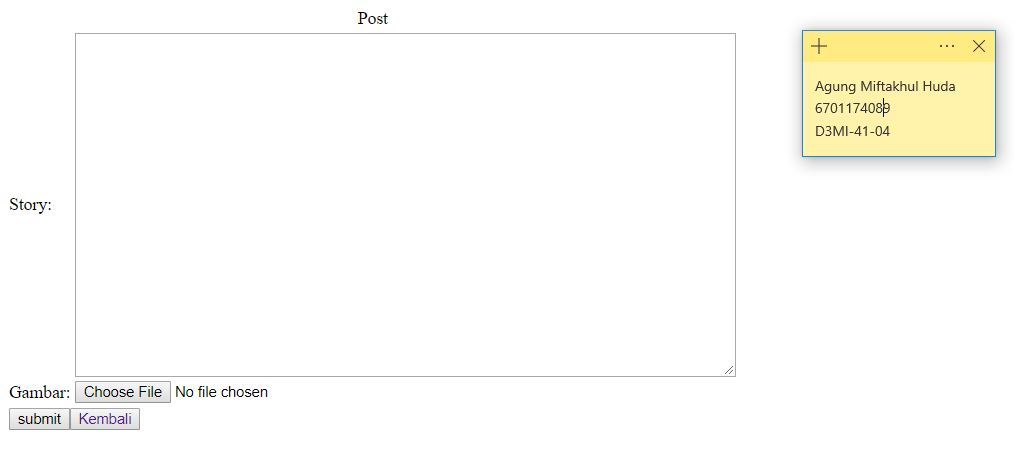 Post
Story:
Gambar: Choose File No file chosen
submit Kembali
Agung Miftakhul Huda
6701174089
D3MI-41-04